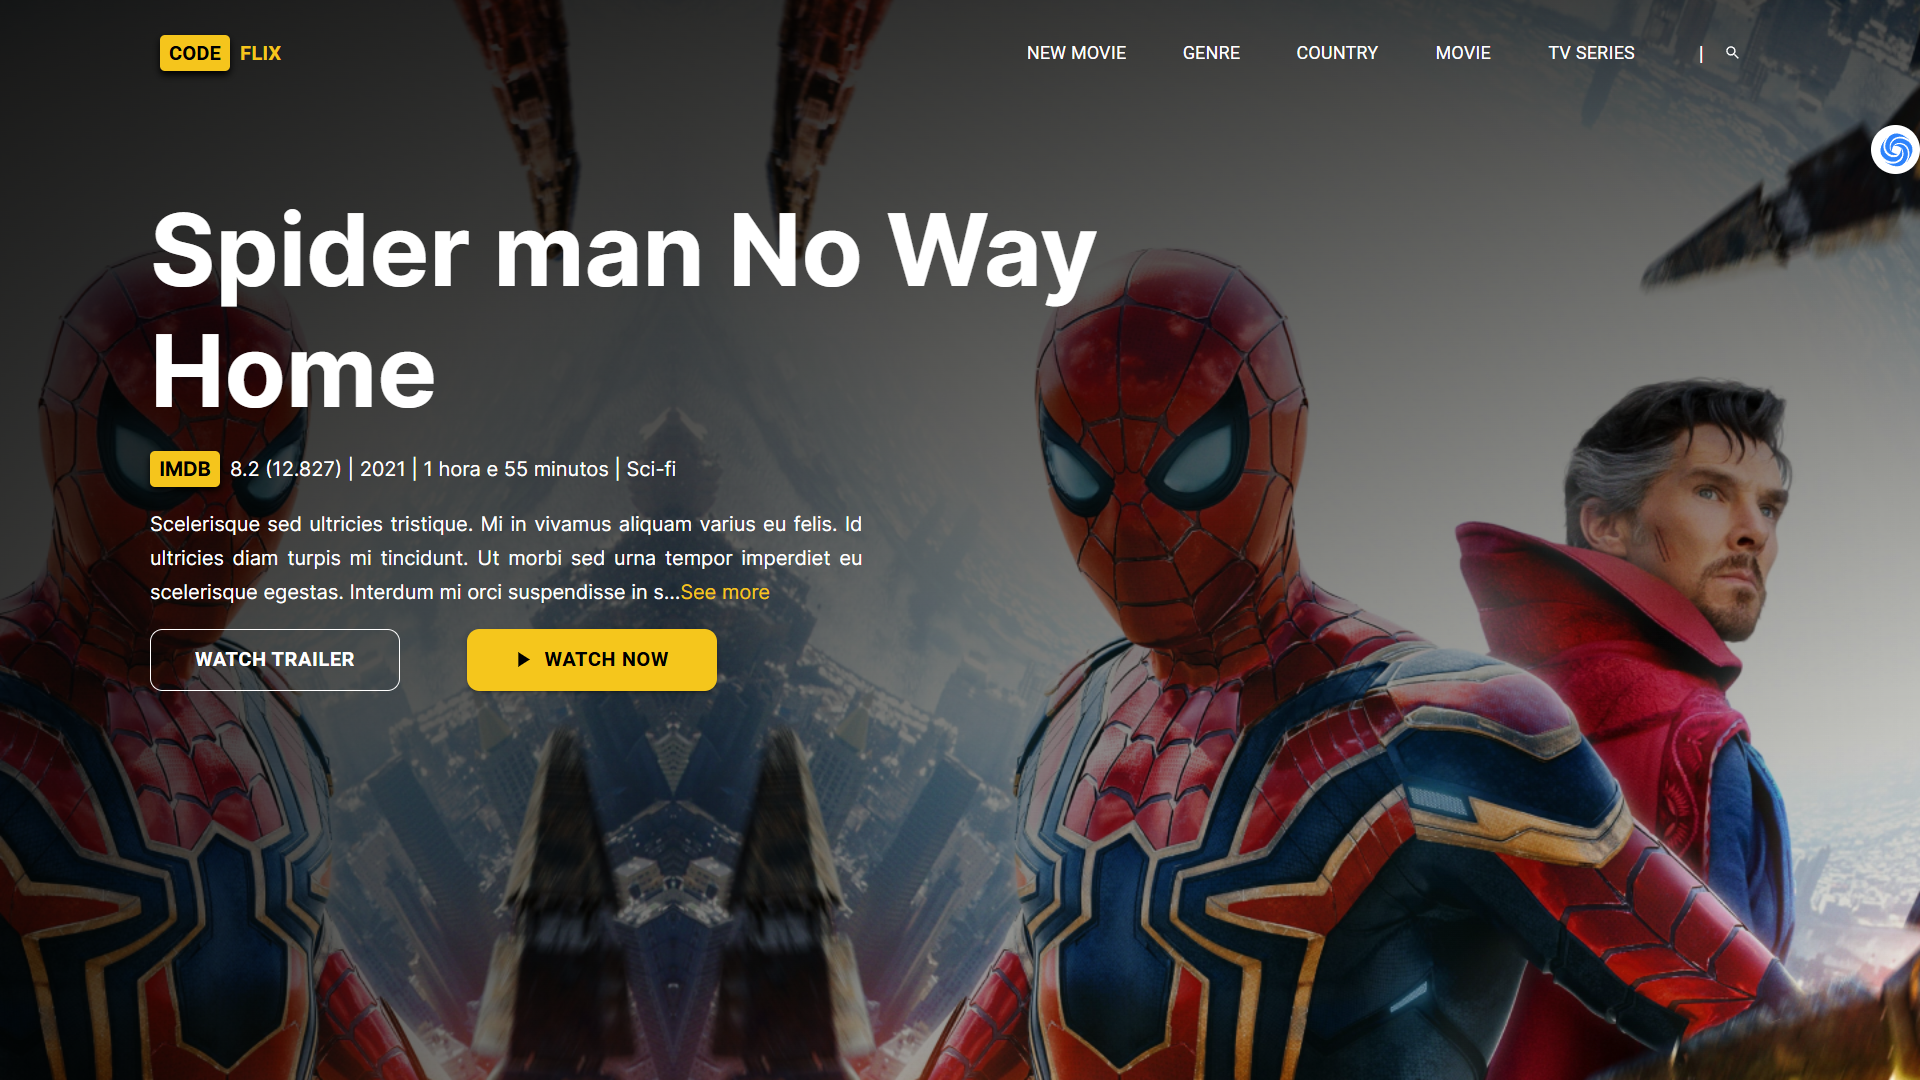 CODE FLIX
NEW MOVIE GENRE COUNTRY MOVIE TV SERIES |
Spider man No Way
Home
IMDB 8.2 (12.827) | 2021 | 1 hora e 55 minutos | Sci-fi
Scelerisque sed ultricies tristique. Mi in vivamus aliquam varius eu felis. Id
ultricies diam turpis mi tincidunt. Ut morbi sed urna tempor imperdiet eu
scelerisque egestas. Interdum mi orci suspendisse in s...See more
WATCH TRAILER WATCH NOW